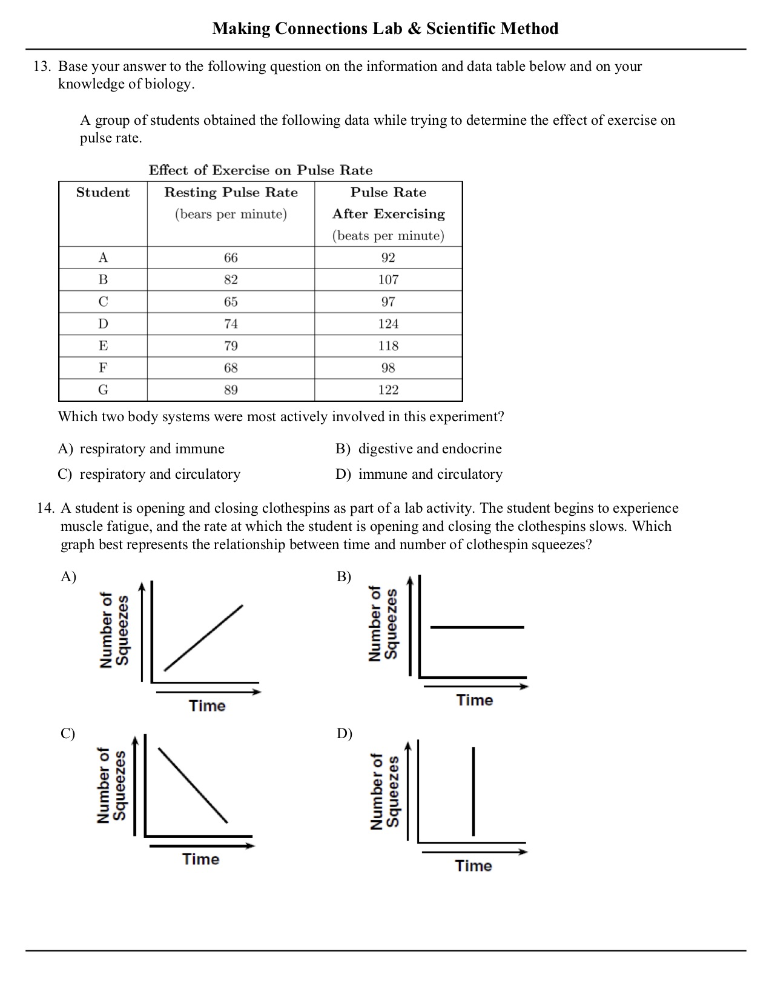 Making Connections Lab & Scientific Method
13. Base your answer to the following question on the information and data table below and on your
knowledge of biology.
A group of students obtained the following data while trying to determine the effect of exercise on
pulse rate.
Effect of Exercise on Pulse Rate
Student Resting Pulse Rate Pulse Rate
(bears per minute) After Exercising
(beats per minute)
A 66 92
B 82 107
C 65 97
D 74 124
E 79 118
F 68 98
G 89 122
Which two body systems were most actively involved in this experiment?
A) respiratory and immune B) digestive and endocrine
C) respiratory and circulatory D) immune and circulatory
14. A student is opening and closing clothespins as part of a lab activity. The student begins to experience
muscle fatigue, and the rate at which the student is opening and closing the clothespins slows. Which
graph best represents the relationship between time and number of clothespin squeezes?
A)
Number of
Squeezes
Time
B)
Number of
Squeezes
Time
C)
Number of
Squeezes
Time
D)
Number of
Squeezes
Time